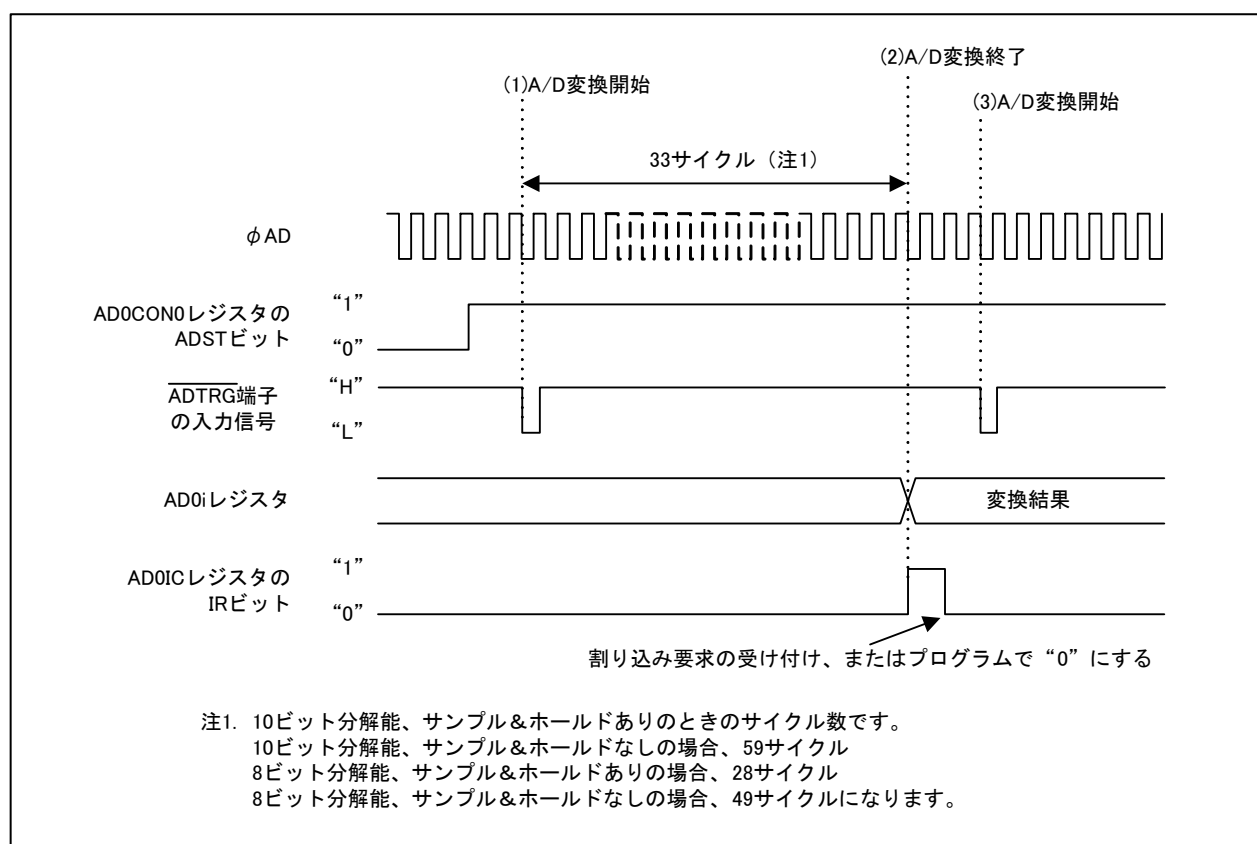 (2)A/D変換終了
(1)A/D変換開始
(3)A/D変換開始
33サイクル（注1）
φAD
AD0CON0レジスタの
ADSTビット
“1”
“0”
ADTRG端子
の入力信号
“H”
“L”
AD0iレジスタ
変換結果
AD0ICレジスタの
IRビット
“1”
“0”
割り込み要求の受け付け、またはプログラムで“0”にする
注1. 10ビット分解能、サンプル＆ホールドありのときのサイクル数です。
10ビット分解能、サンプル＆ホールドなしの場合、59サイクル
8ビット分解能、サンプル＆ホールドありの場合、28サイクル
8ビット分解能、サンプル＆ホールドなしの場合、49サイクルになります。